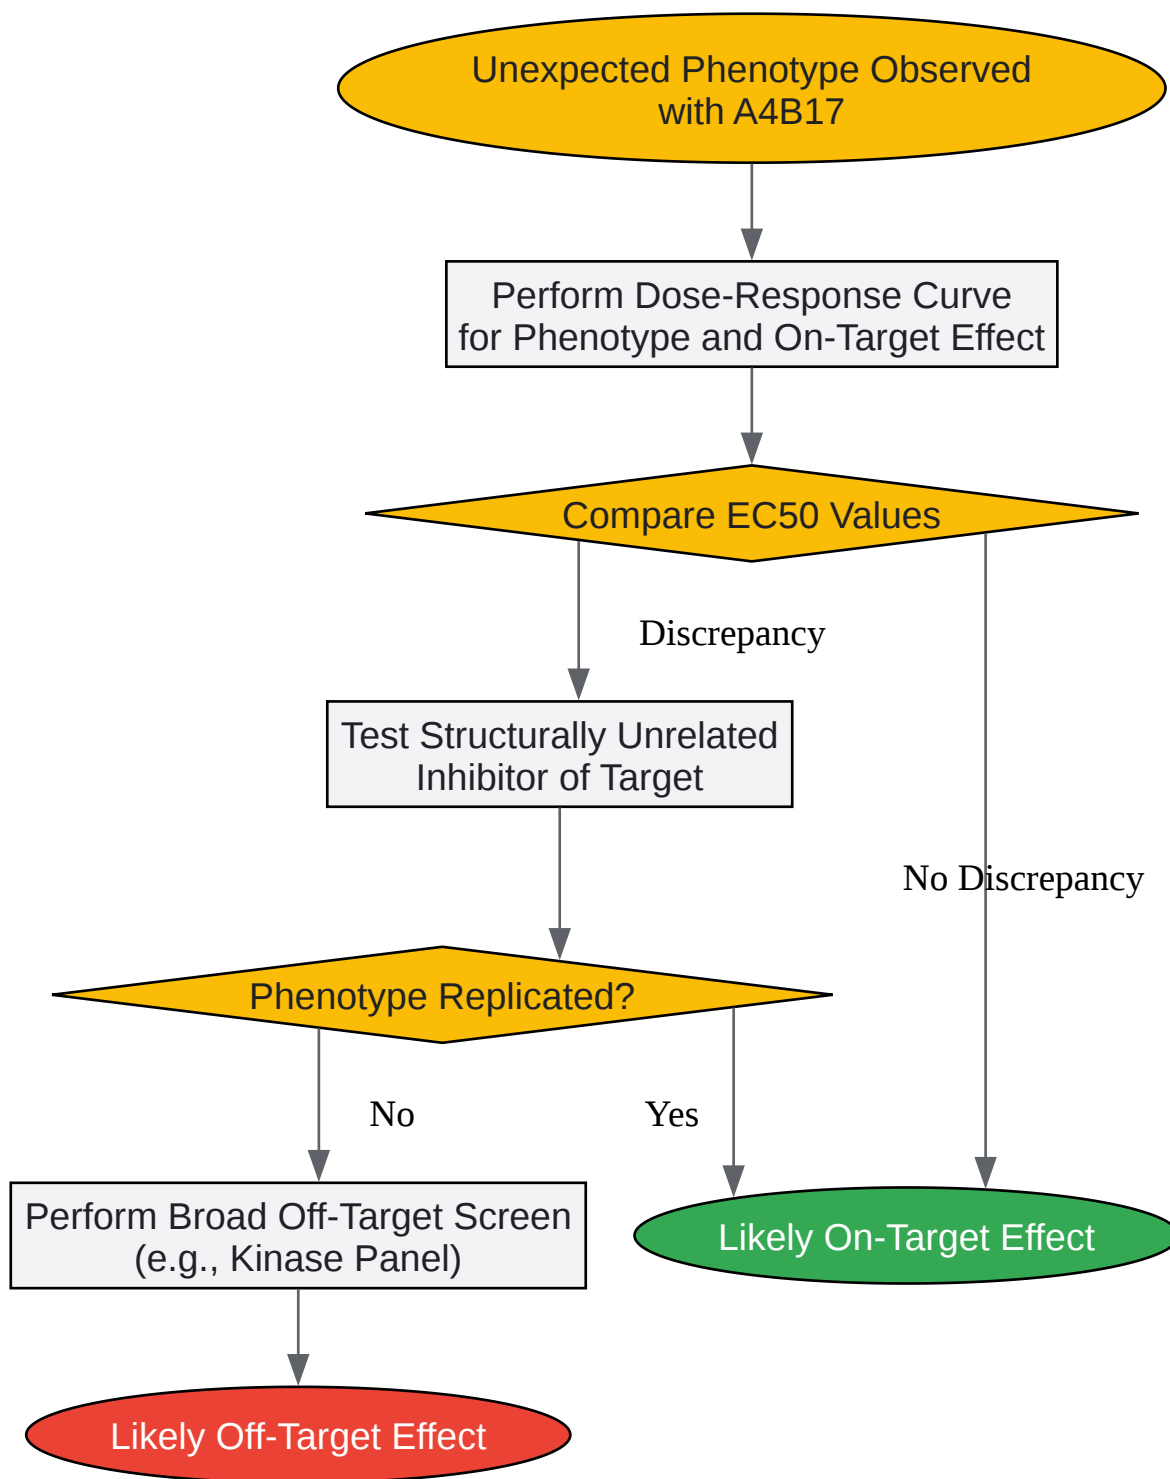 Unexpected Phenotype Observed
with A4B17
Perform Dose-Response Curve
for Phenotype and On-Target Effect
Compare EC50 Values
Discrepancy
Test Structurally Unrelated
Inhibitor of Target
No Discrepancy
Phenotype Replicated?
No
Yes
Perform Broad Off-Target Screen
(e.g., Kinase Panel)
Likely On-Target Effect
Likely Off-Target Effect